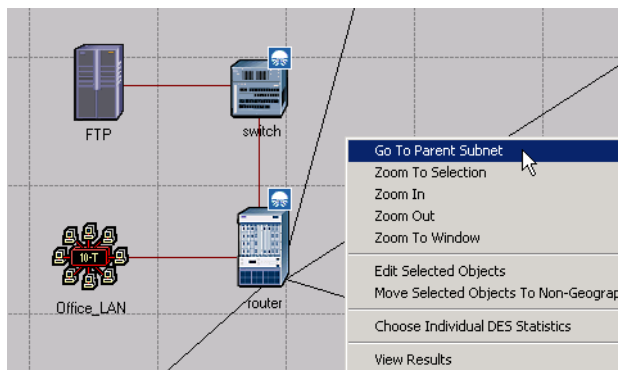 FTP
switch
10-T
Office_LAN
router
Go To Parent Subnet
Zoom To Selection
Zoom In
Zoom Out
Zoom To Window
Edit Selected Objects
Move Selected Objects To Non-Geograp
Choose Individual DES Statistics
View Results